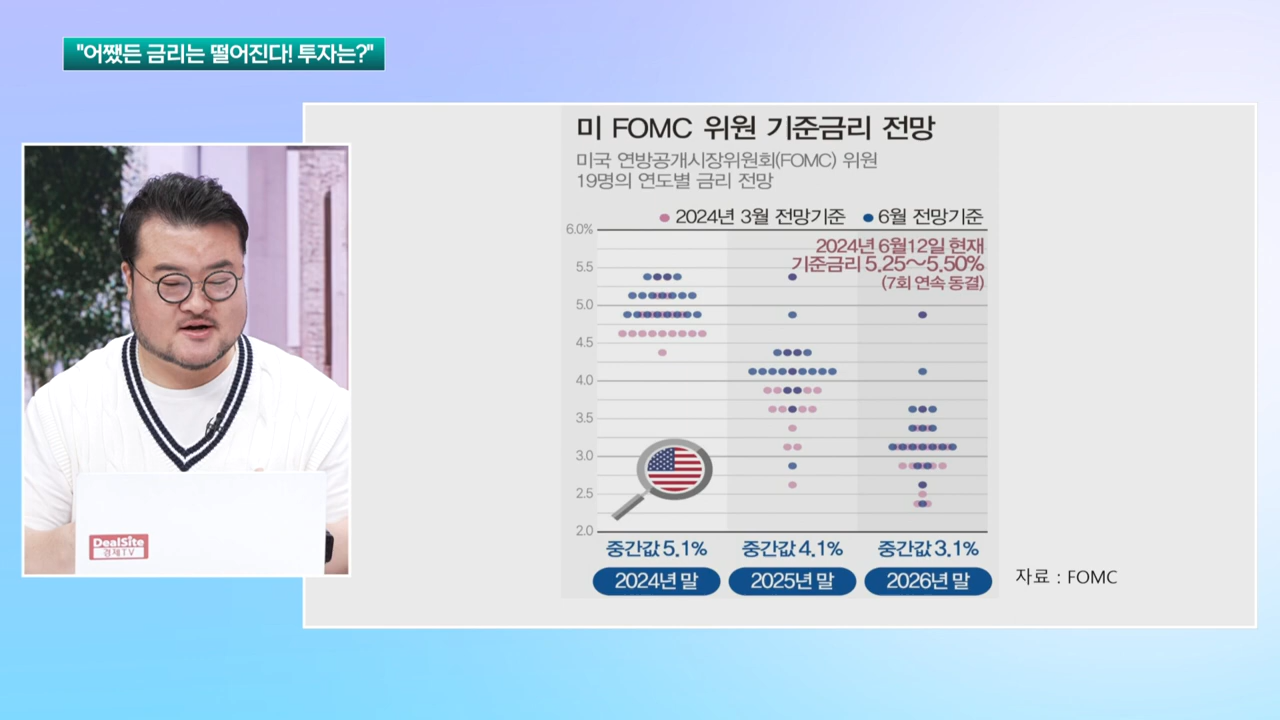 "어쨌든 금리는 떨어진다! 투자는?"
미 FOMC 위원 기준금리 전망
미국 연방공개시장위원회(FOMC) 위원
19명의 연도별 금리 전망
2024년 3월 전망기준 6월 전망기준
6.0%
2024년 6월12일 현재
기준금리 5.25~5.50%
(7회 연속 동결)
5.5
5.0
4.5
4.0
3.5
3.0
2.5
2.0
중간값 5.1% 중간값 4.1% 중간값 3.1%
2024년 말 2025년 말 2026년 말
자료 : FOMC
DealSite
경제TV